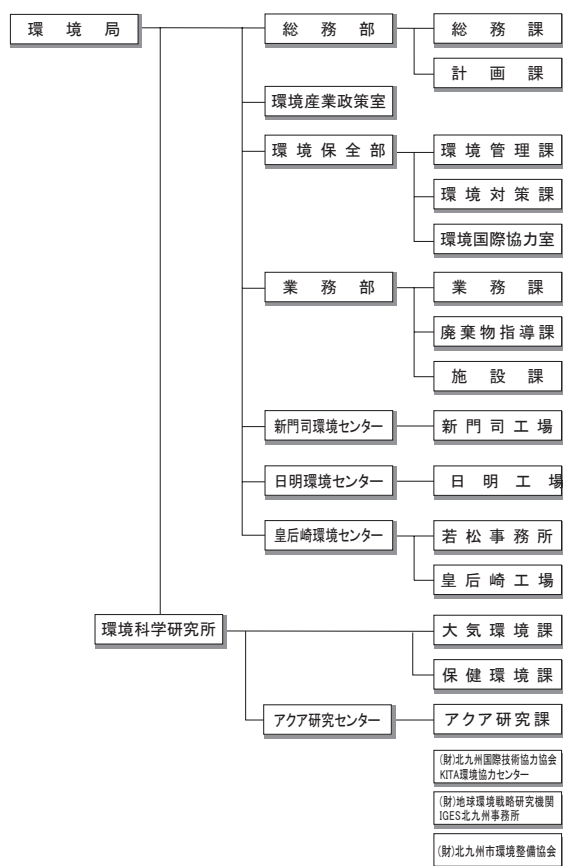 環境局
総務部
総務課
計画課
環境産業政策室
環境保全部
環境管理課
環境対策課
環境国際協力室
業務部
業務課
廃棄物指導課
施設課
新門司環境センター
新門司工場
日明環境センター
日明工場
皇后崎環境センター
若松事務所
皇后崎工場
環境科学研究所
大気環境課
保健環境課
アクア研究センター
アクア研究課
(財)北九州国際技術協力協会
KITA環境協力センター
(財)地球環境戦略研究機関
IGES北九州事務所
(財)北九州市環境整備協会